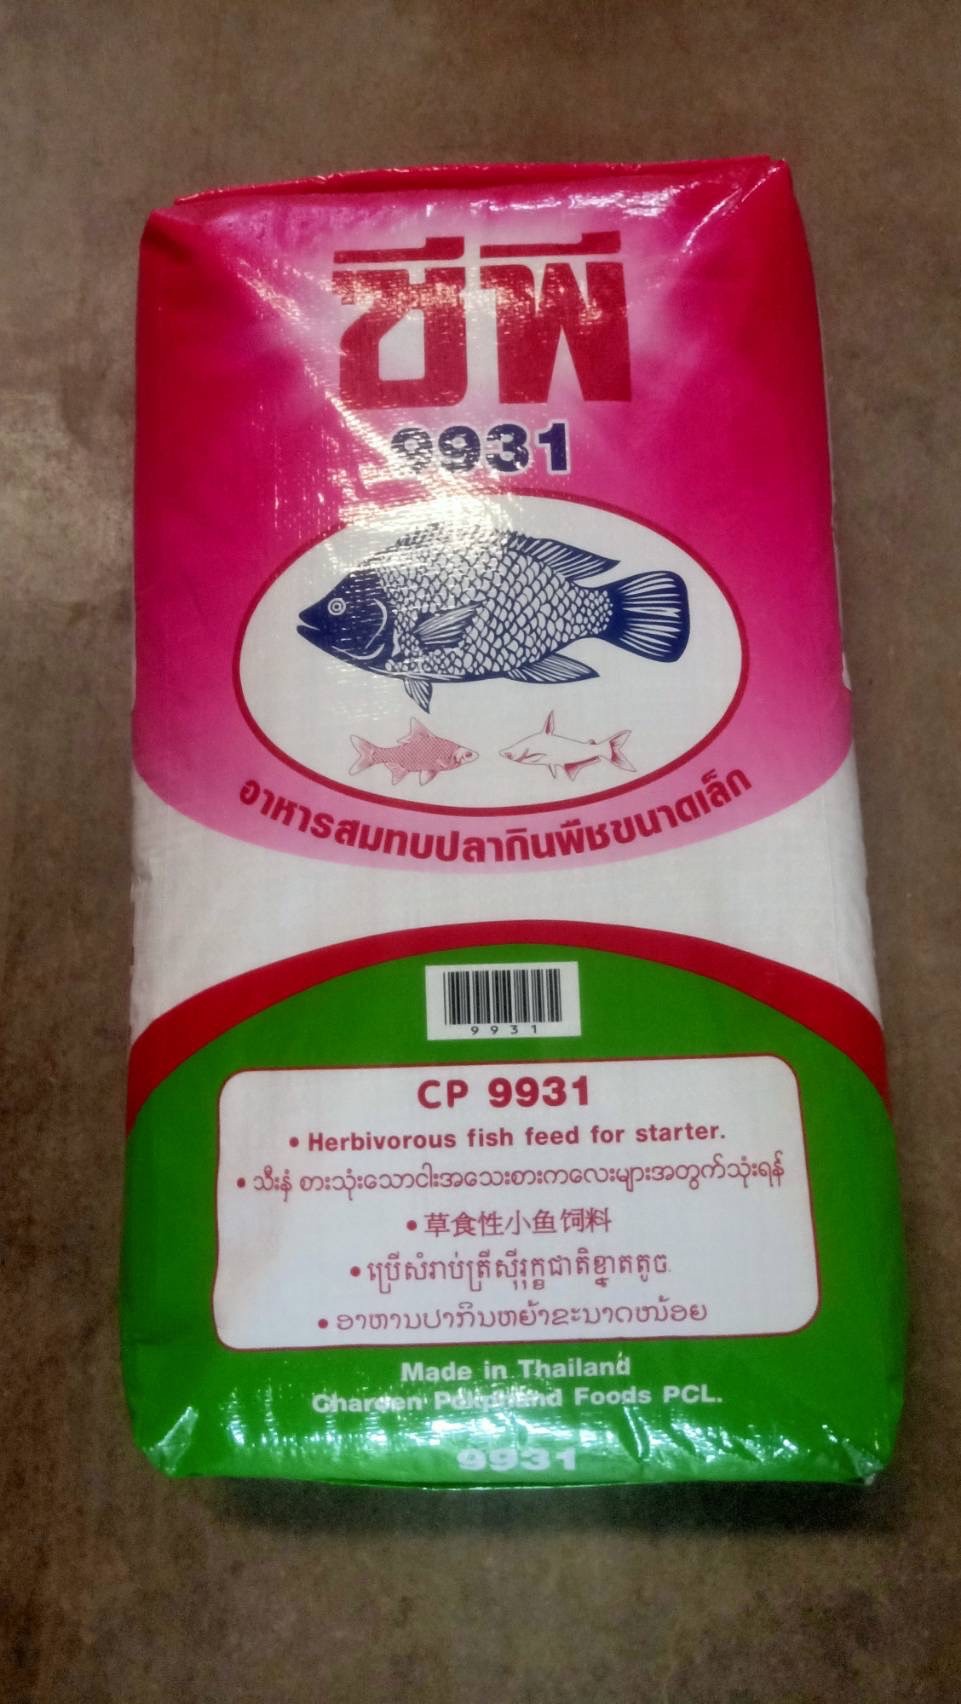 ซีพี
9931
อาหารสมทบปลากินพืชขนาดเล็ก
9931
CP 9931
• Herbivorous fish feed for starter.
• သီးနှံ စားသုံးသောငါးအသေးစားကလေးများအတွက်သုံးရန်
• 草食性小鱼饲料
• ប្រើសំរាប់ត្រីស៊ីរុក្ខជាតិខ្នាតតូច
• ອາຫານປາກິນຫຍ້າຂະນາດໜ້ອຍ
Made in Thailand
Charoen Pokphand Foods PCL.
9931